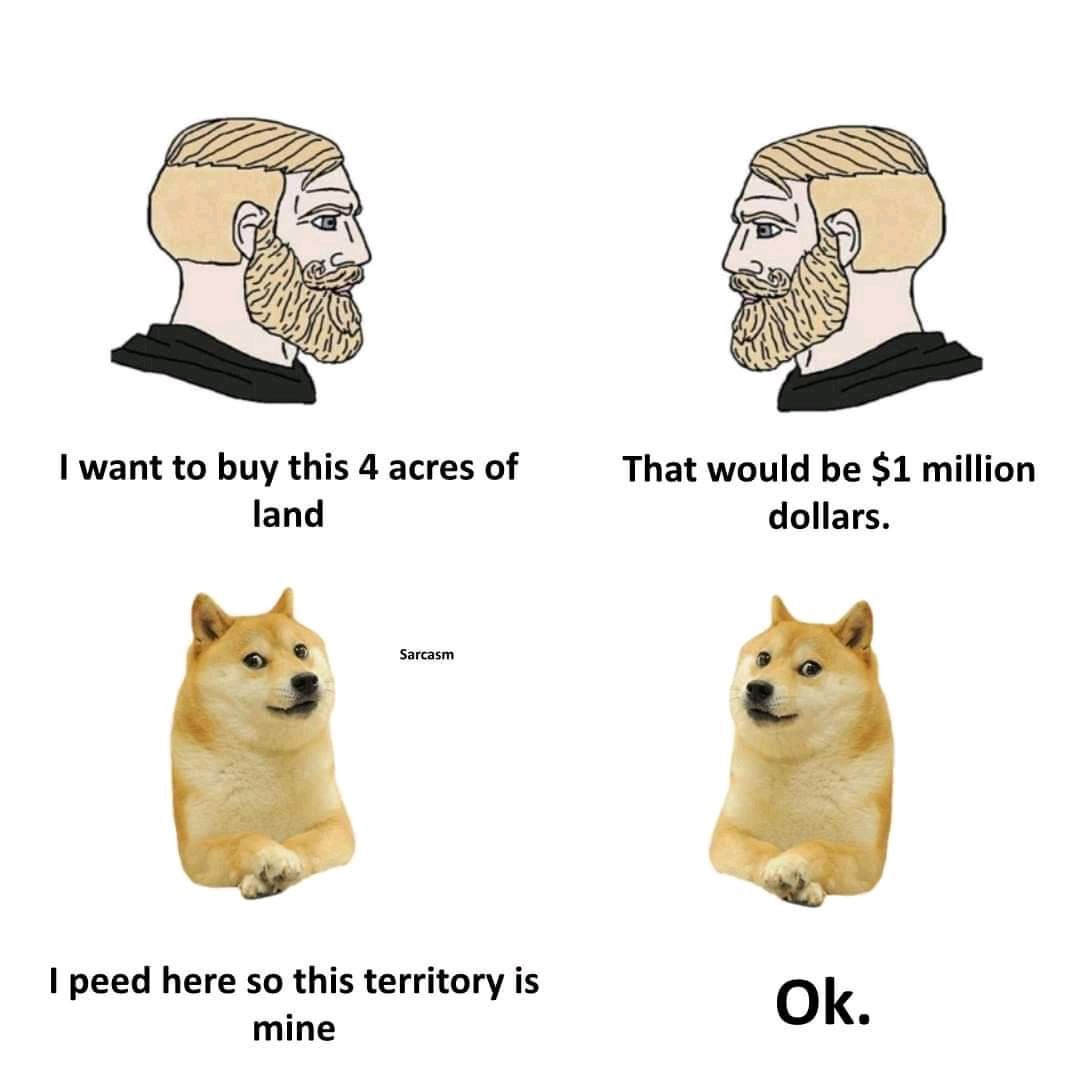 I want to buy this 4 acres of
land
That would be $1 million
dollars.
Sarcasm
I peed here so this territory is
mine
Ok.